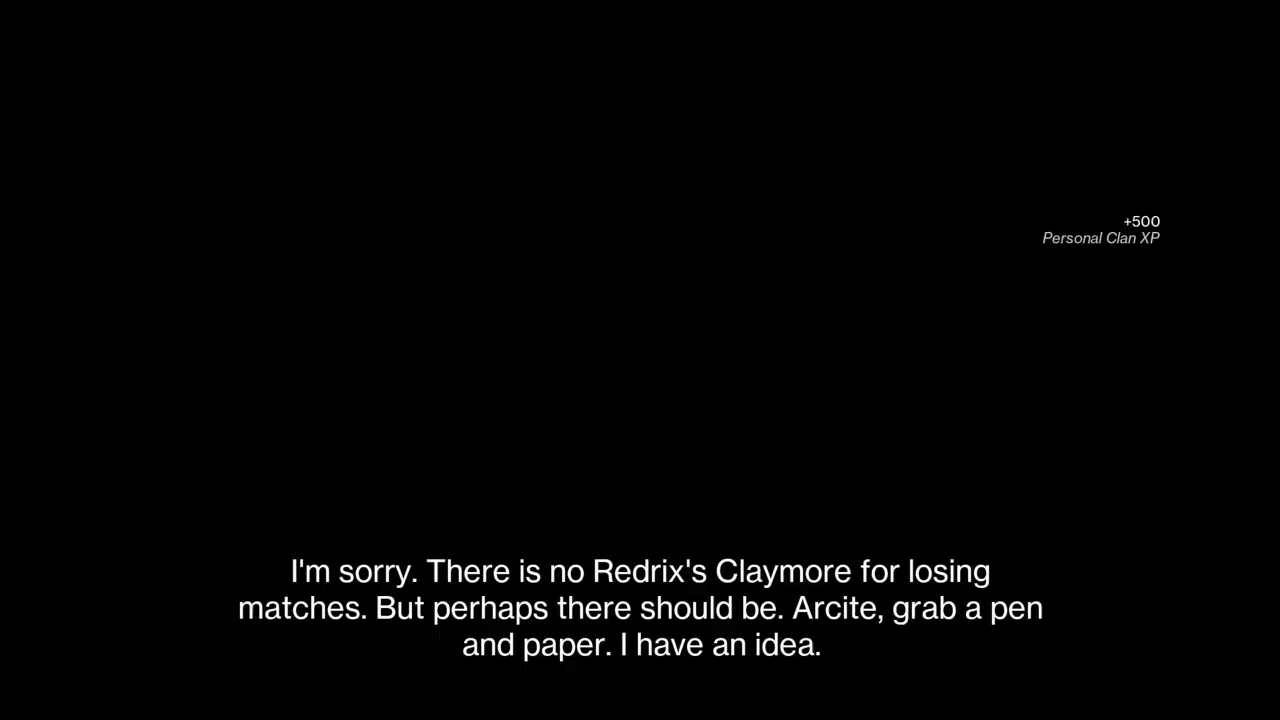 +500
Personal Clan XP
I'm sorry. There is no Redrix's Claymore for losing
matches. But perhaps there should be. Arcite, grab a pen
and paper. I have an idea.